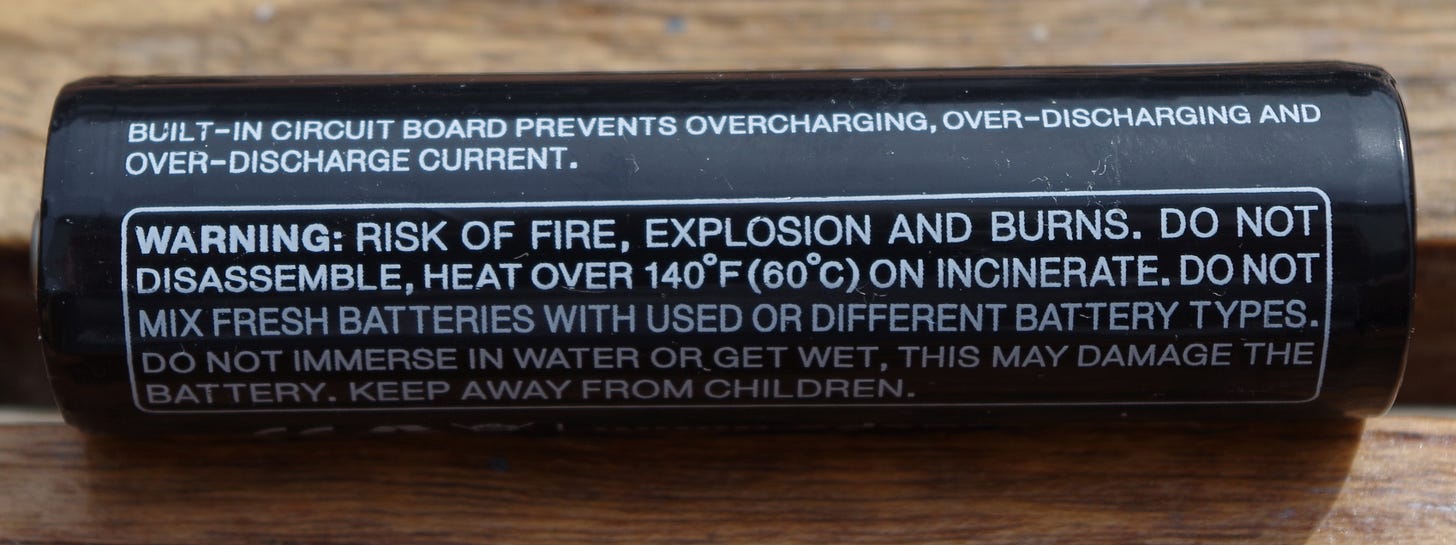 BUILT-IN CIRCUIT BOARD PREVENTS OVERCHARGING, OVER-DISCHARGING AND
OVER-DISCHARGE CURRENT.
WARNING: RISK OF FIRE, EXPLOSION AND BURNS. DO NOT
DISASSEMBLE, HEAT OVER 140°F (60°C) ON INCINERATE. DO NOT
MIX FRESH BATTERIES WITH USED OR DIFFERENT BATTERY TYPES.
DO NOT IMMERSE IN WATER OR GET WET, THIS MAY DAMAGE THE
BATTERY. KEEP AWAY FROM CHILDREN.